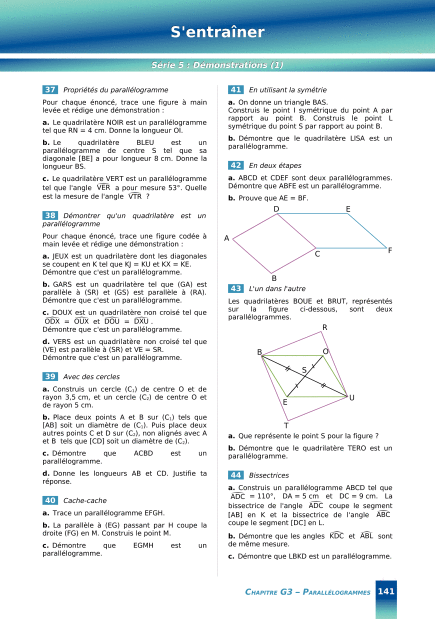 S'entraîner
Série 5 : Démonstrations (1)
37 Propriétés du parallélogramme
Pour chaque énoncé, trace une figure à main
levée et rédige une démonstration :
a. Le quadrilatère NOIR est un parallélogramme
tel que RN = 4 cm. Donne la longueur OI.
b. Le quadrilatère BLEU est un
parallélogramme de centre S tel que sa
diagonale [BE] a pour longueur 8 cm. Donne la
longueur BS.
c. Le quadrilatère VERT est un parallélogramme
tel que l'angle VER a pour mesure 53°. Quelle
est la mesure de l'angle VTR ?
38 Démontrer qu'un quadrilatère est un
parallélogramme
Pour chaque énoncé, trace une figure codée à
main levée et rédige une démonstration :
a. JEUX est un quadrilatère dont les diagonales
se coupent en K tel que KJ = KU et KX = KE.
Démontre que c'est un parallélogramme.
b. GARS est un quadrilatère tel que (GA) est
parallèle à (SR) et (GS) est parallèle à (RA).
Démontre que c'est un parallélogramme.
c. DOUX est un quadrilatère non croisé tel que
ODX = OUX et DOU = DXU .
Démontre que c'est un parallélogramme.
d. VERS est un quadrilatère non croisé tel que
(VE) est parallèle à (SR) et VE = SR.
Démontre que c'est un parallélogramme.
39 Avec des cercles
a. Construis un cercle (C₁) de centre O et de
rayon 3,5 cm, et un cercle (C₂) de centre O et
de rayon 5 cm.
b. Place deux points A et B sur (C₁) tels que
[AB] soit un diamètre de (C₁). Puis place deux
autres points C et D sur (C₂), non alignés avec A
et B tels que [CD] soit un diamètre de (C₂).
c. Démontre que ACBD est un
parallélogramme.
d. Donne les longueurs AB et CD. Justifie ta
réponse.
40 Cache-cache
a. Trace un parallélogramme EFGH.
b. La parallèle à (EG) passant par H coupe la
droite (FG) en M. Construis le point M.
c. Démontre que EGMH est un
parallélogramme.
41 En utilisant la symétrie
a. On donne un triangle BAS.
Construis le point I symétrique du point A par
rapport au point B. Construis le point L
symétrique du point S par rapport au point B.
b. Démontre que le quadrilatère LISA est un
parallélogramme.
42 En deux étapes
a. ABCD et CDEF sont deux parallélogrammes.
Démontre que ABFE est un parallélogramme.
b. Prouve que AE = BF.
D
E
A
C
F
B
43 L'un dans l'autre
Les quadrilatères BOUE et BRUT, représentés
sur la figure ci-dessous, sont deux
parallélogrammes.
R
B
O
S
E
U
T
a. Que représente le point S pour la figure ?
b. Démontre que le quadrilatère TERO est un
parallélogramme.
44 Bissectrices
a. Construis un parallélogramme ABCD tel que
ADC = 110°, DA = 5 cm et DC = 9 cm. La
bissectrice de l'angle ADC coupe le segment
[AB] en K et la bissectrice de l'angle ABC
coupe le segment [DC] en L.
b. Démontre que les angles KDC et ABL sont
de même mesure.
c. Démontre que LBKD est un parallélogramme.
CHAPITRE G3 – PARALLÉLOGRAMMES 141